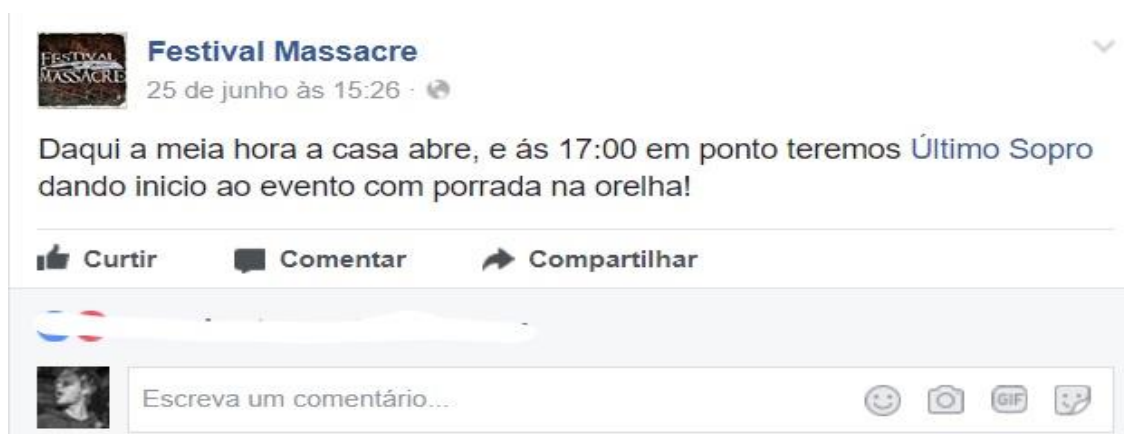 FESTIVAL
MASSACRE
Festival Massacre
25 de junho às 15:26 ·
Daqui a meia hora a casa abre, e ás 17:00 em ponto teremos Último Sopro
dando inicio ao evento com porrada na orelha!
Curtir Comentar Compartilhar
Escreva um comentário... GIF